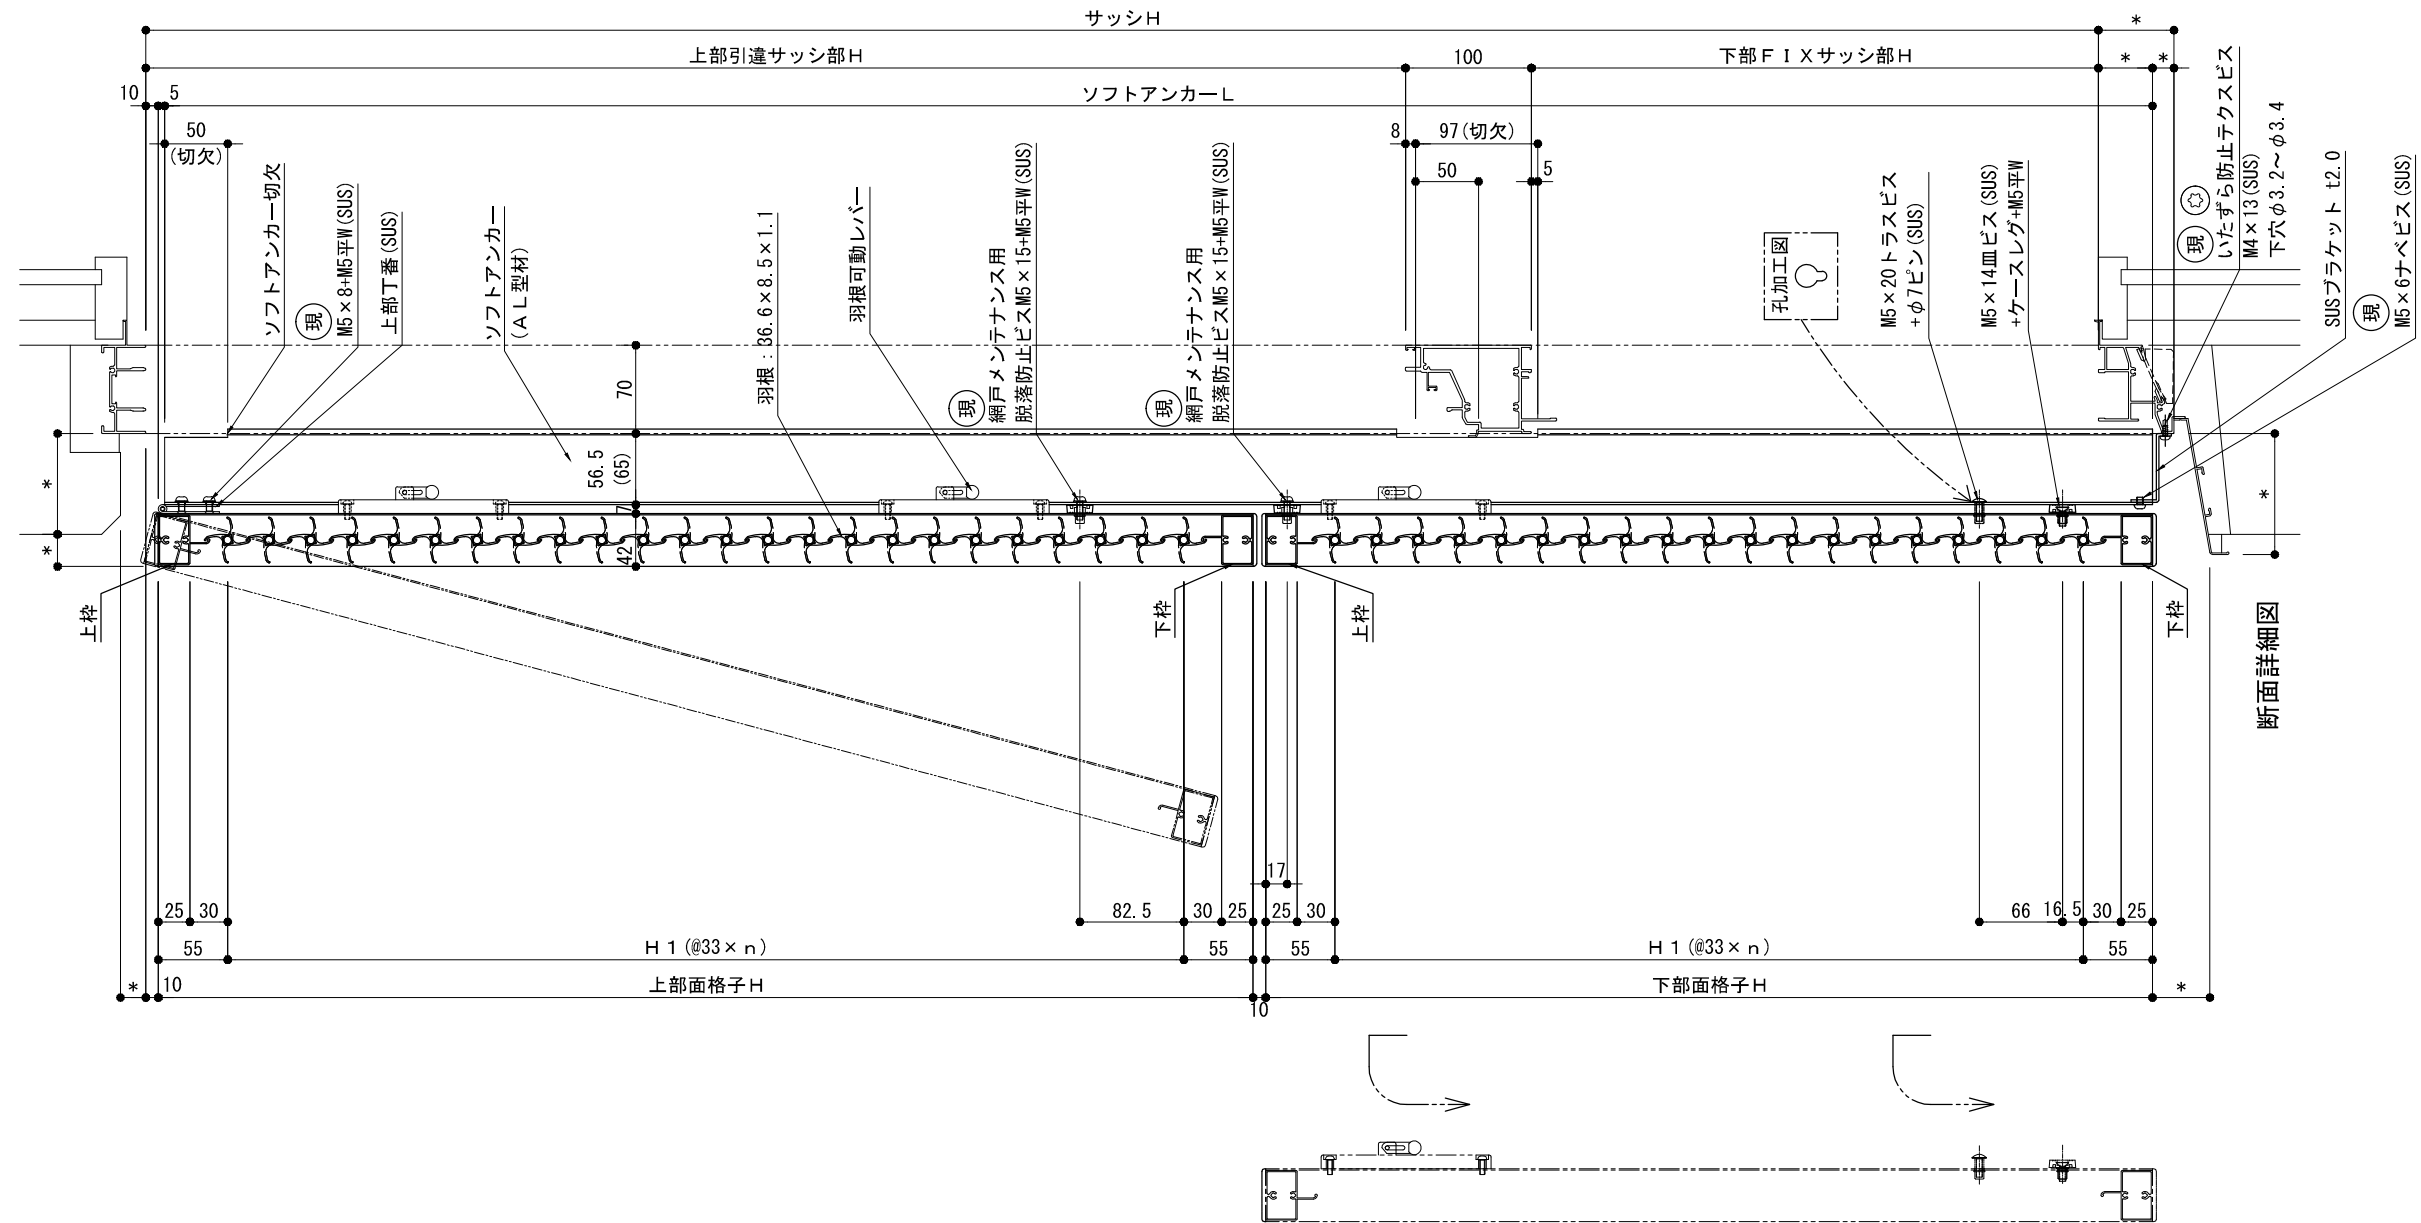 サッシH
*
上部引違サッシ部H
100
下部FIXサッシ部H
*
*
10
5
ソフトアンカーL
50
(切欠)
8
97(切欠)
50
5
ソフトアンカー切欠
現
M5×8+M5平W(SUS)
上部丁番(SUS)
ソフトアンカー
(AL型材)
羽根:36.6×8.5×1.1
羽根可動レバー
現
網戸メンテナンス用
脱落防止ビスM5×15+M5平W(SUS)
現
網戸メンテナンス用
脱落防止ビスM5×15+M5平W(SUS)
孔加工図
M5×20トラスビス
+φ7ピン(SUS)
M5×14皿ビス(SUS)
+ケースレグ+M5平W
現
いたずら防止テクスビス
M4×13(SUS)
下穴φ3.2~φ3.4
SUSブラケット t2.0
現
M5×6ナベビス(SUS)
70
56.5
(65)
7
42
*
*
*
上枠
下枠
上枠
下枠
断面詳細図
17
25
30
82.5
30
25
25
30
66
16.5
30
25
55
H1(@33×n)
55
55
H1(@33×n)
55
*
10
上部面格子H
10
下部面格子H
*